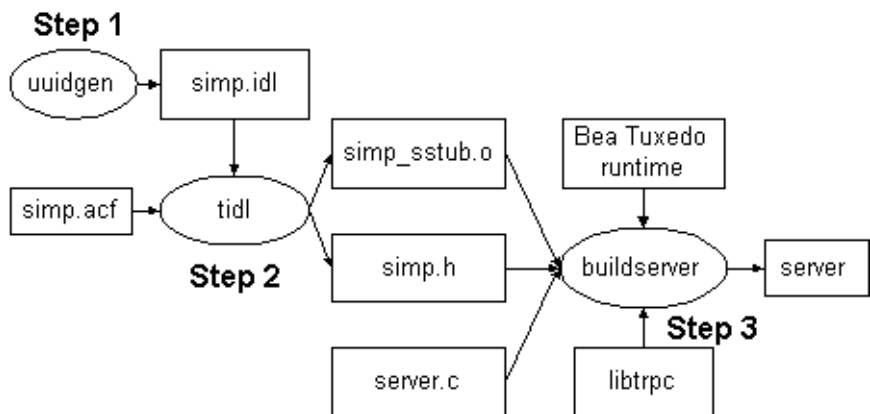 Step 1
uuidgen
simp.idl
simp_sstub.o
Bea Tuxedo
runtime
simp.acf
tidl
Step 2
simp.h
buildserver
server
Step 3
server.c
libtrpc